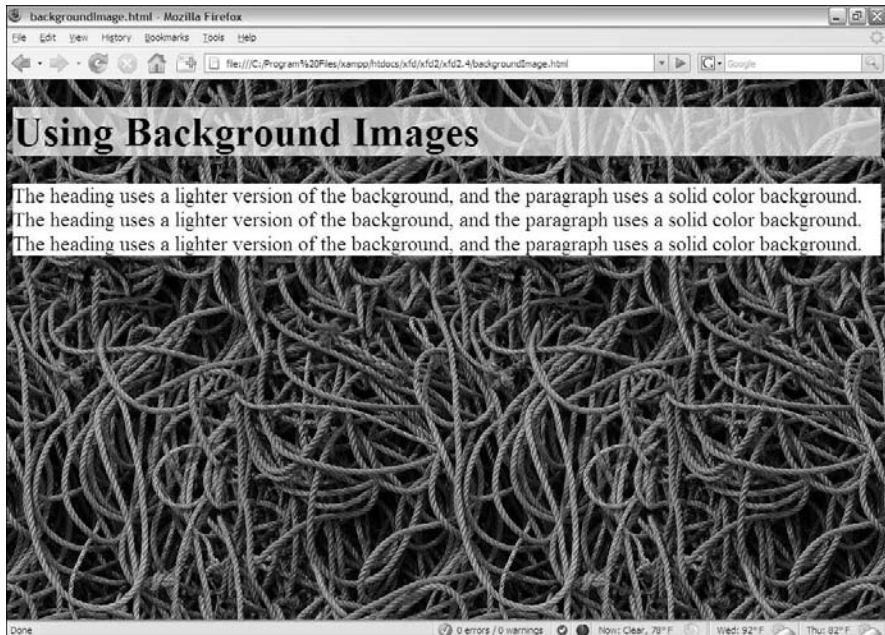 backgroundImage.html - Mozilla Firefox
File Edit View History Bookmarks Tools Help
file:///C:/Program%20Files/xampp/htdocs/xfd/xfd2/xfd2.4/backgroundImage.html
G Google
Using Background Images
The heading uses a lighter version of the background, and the paragraph uses a solid color background.
The heading uses a lighter version of the background, and the paragraph uses a solid color background.
The heading uses a lighter version of the background, and the paragraph uses a solid color background.
Done 0 errors / 0 warnings Now: Clear, 78° F Wed: 92° F Thu: 82° F